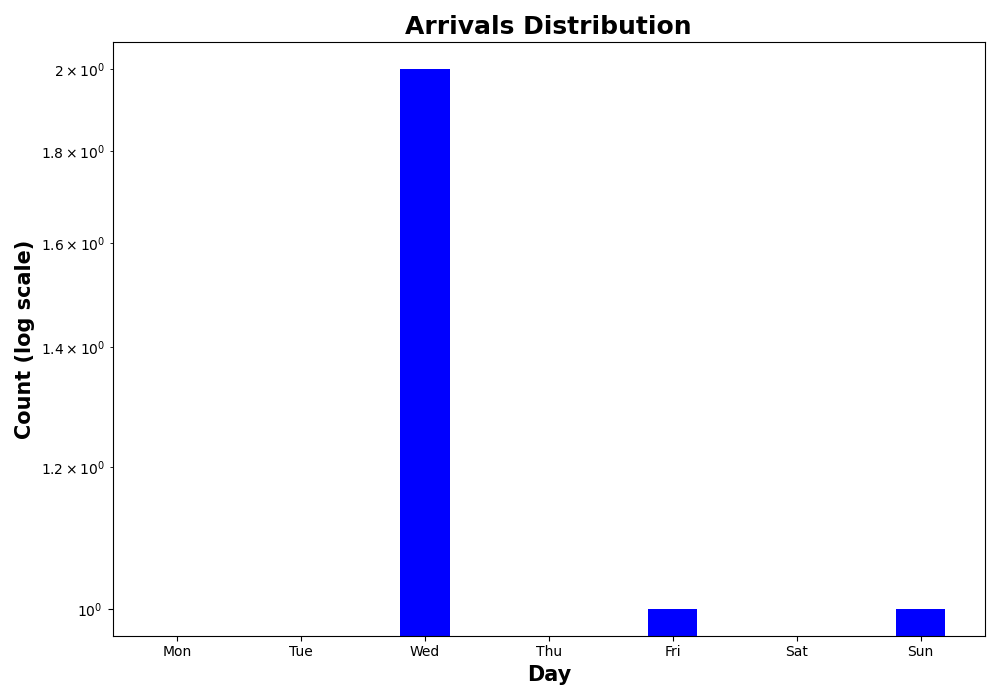 Arrivals Distribution
Count (log scale)
2 × 10⁰
1.8 × 10⁰
1.6 × 10⁰
1.4 × 10⁰
1.2 × 10⁰
10⁰
Mon Tue Wed Thu Fri Sat Sun
Day